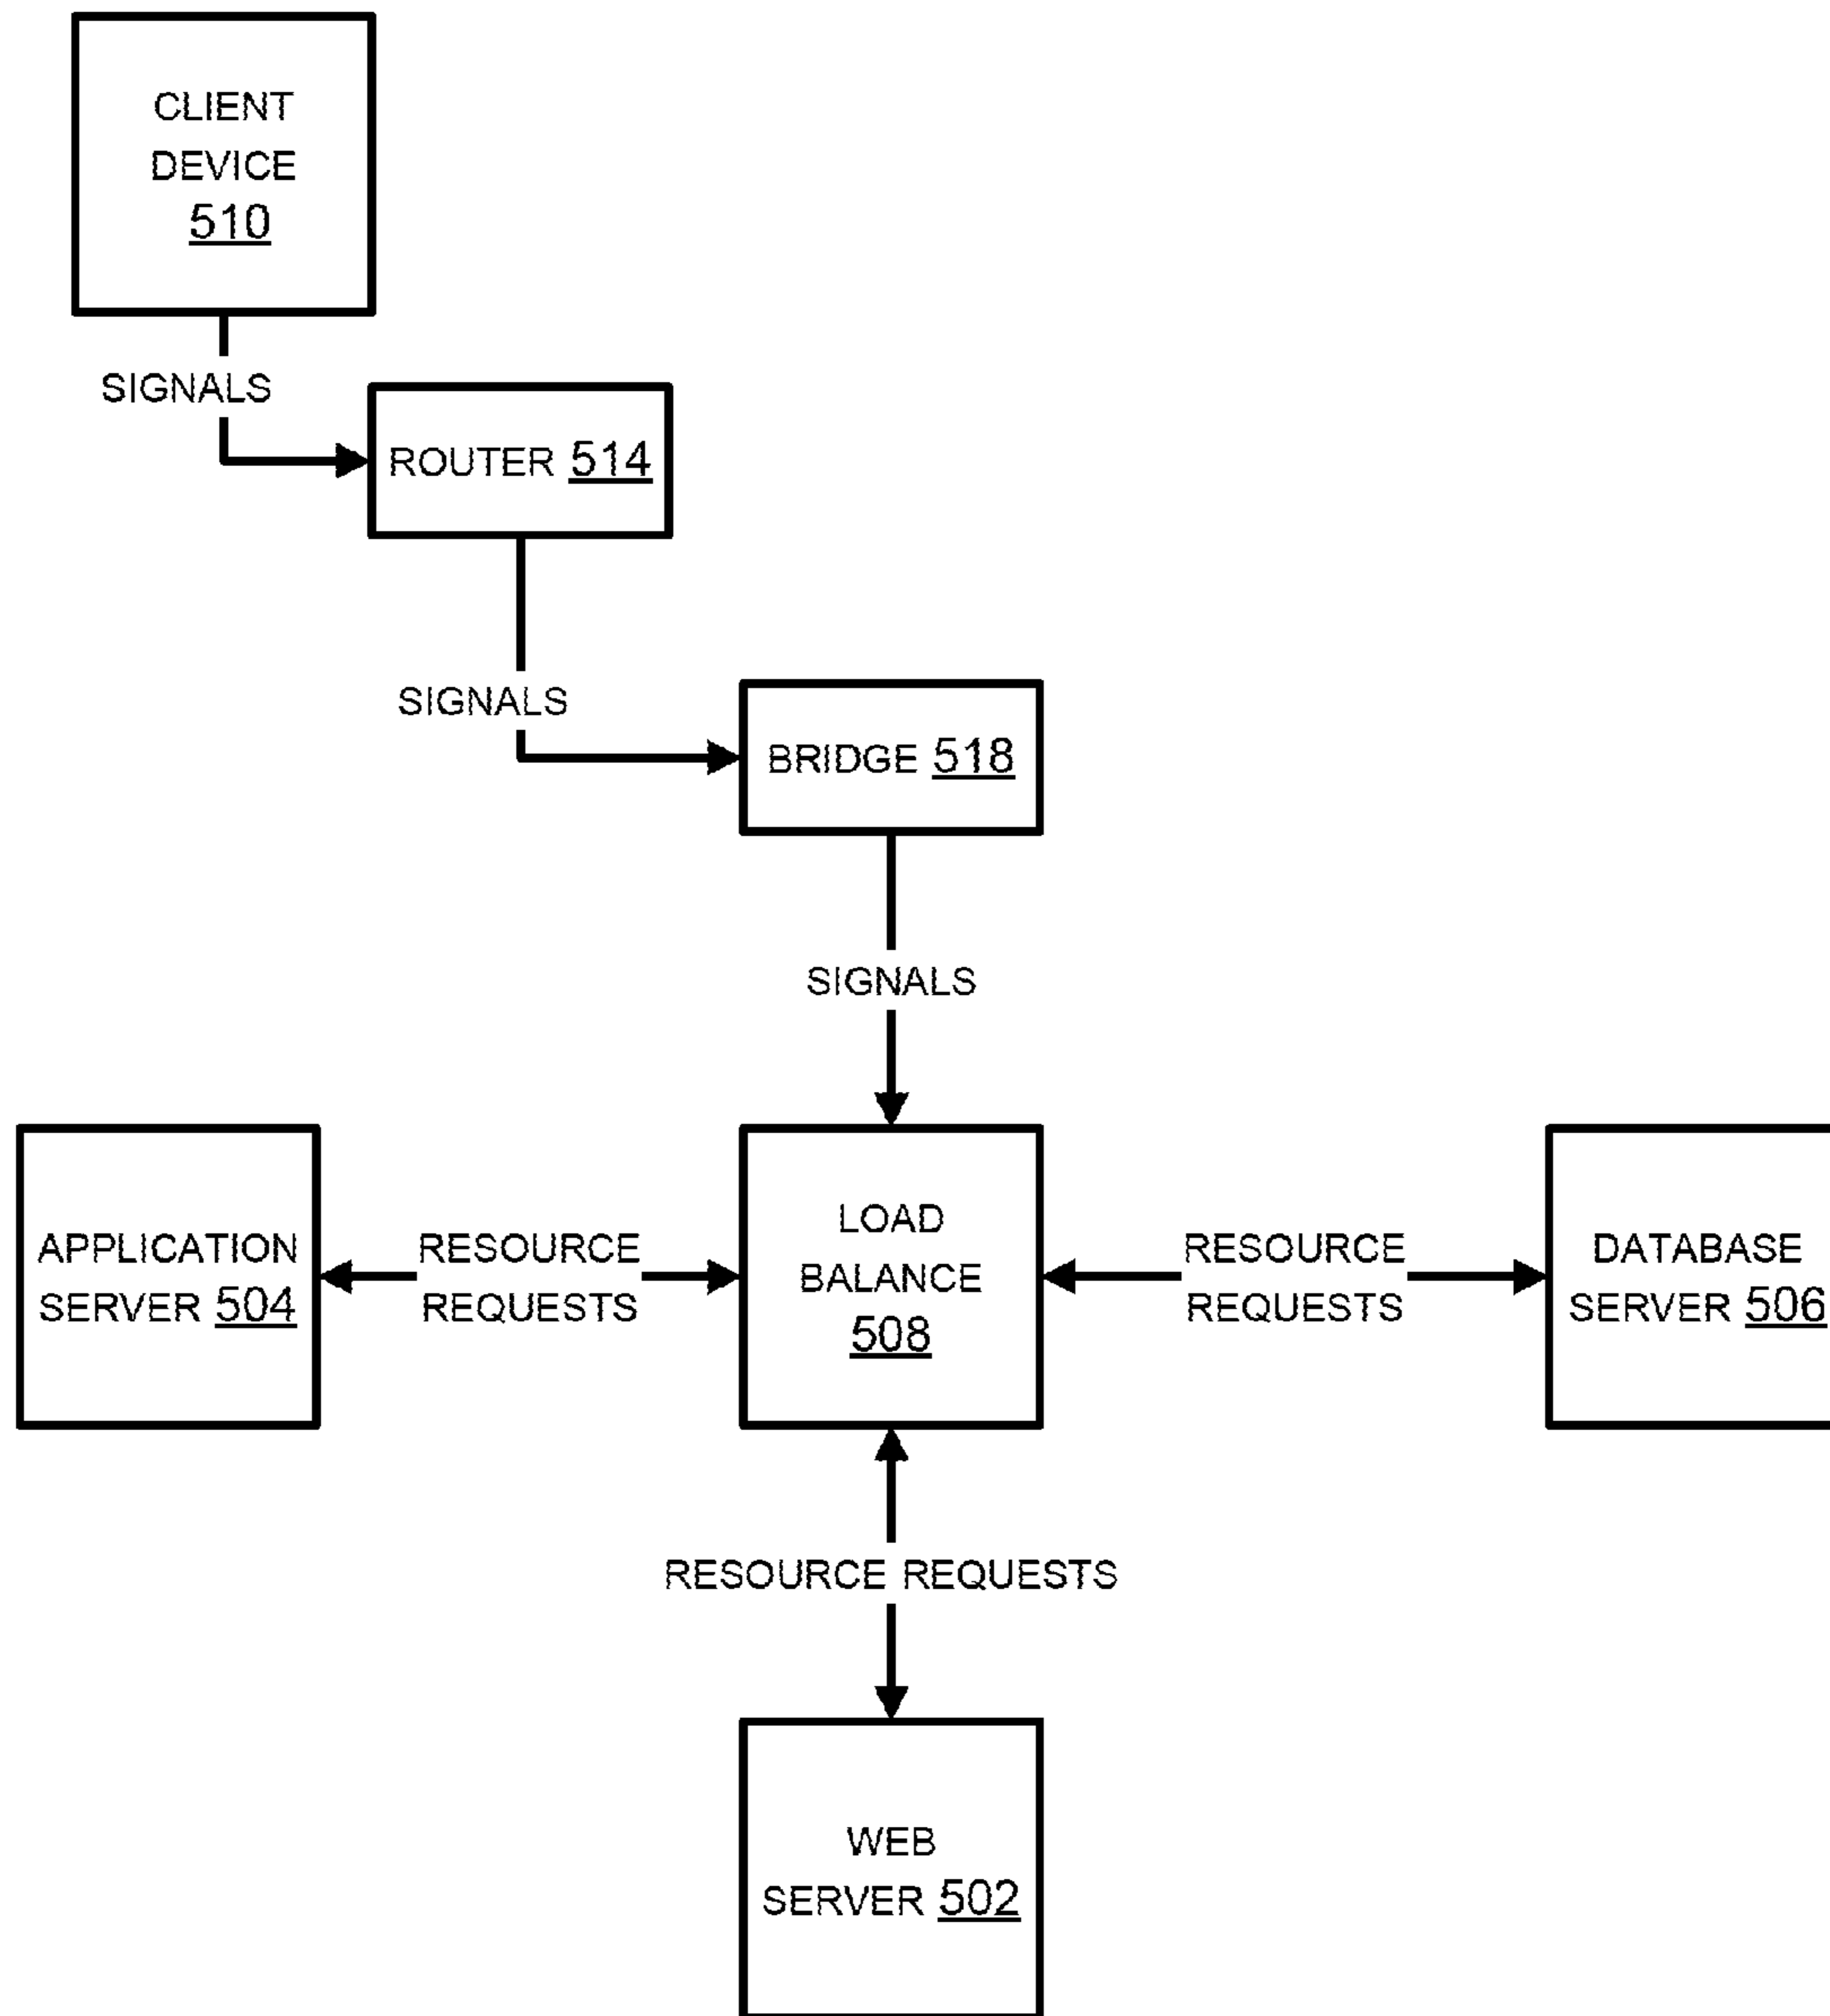 CLIENT
DEVICE
510
SIGNALS
ROUTER 514
SIGNALS
BRIDGE 518
SIGNALS
APPLICATION
SERVER 504
RESOURCE
REQUESTS
LOAD
BALANCE
508
RESOURCE
REQUESTS
DATABASE
SERVER 506
RESOURCE REQUESTS
WEB
SERVER 502